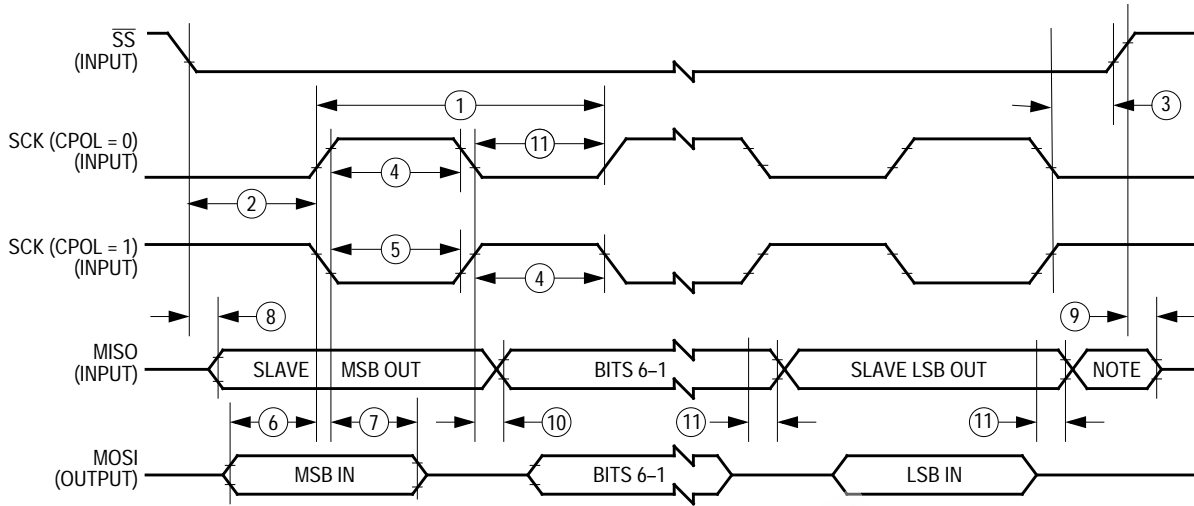 SS
(INPUT)
1
3
SCK (CPOL = 0)
(INPUT)
11
4
2
SCK (CPOL = 1)
(INPUT)
5
4
8
9
MISO
(INPUT)
SLAVE MSB OUT
BITS 6–1
SLAVE LSB OUT
NOTE
6
7
10
11
11
MOSI
(OUTPUT)
MSB IN
BITS 6–1
LSB IN